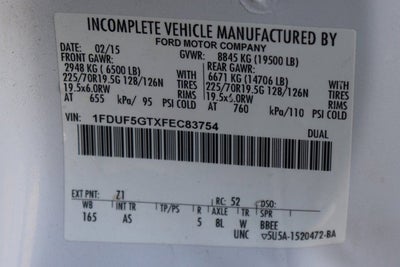 INCOMPLETE VEHICLE MANUFACTURED BY
FORD MOTOR COMPANY
DATE: 02/15 GVWR: 8845 KG (19500 LB)
FRONT GAWR: REAR GAWR:
2948 KG ( 6500 LB) 6671 KG (14706 LB)
225/70R19.5G 128/126N TIRES 225/70R19.5G 128/126N TIRES
19.5x6.0RW RIMS 19.5x6.0RW RIMS
AT 655 kPa/ 95 PSI COLD AT 760 kPa/110 PSI COLD
VIN: 1FDUF5GTXFEC83754 DUAL
EXT PNT: Z1 RC: 52 DSO:
WB INT TR TP/PS R AXLE TR SPR
165 AS 5 8L W BBEE
UNC 5U5A-1520472-BA